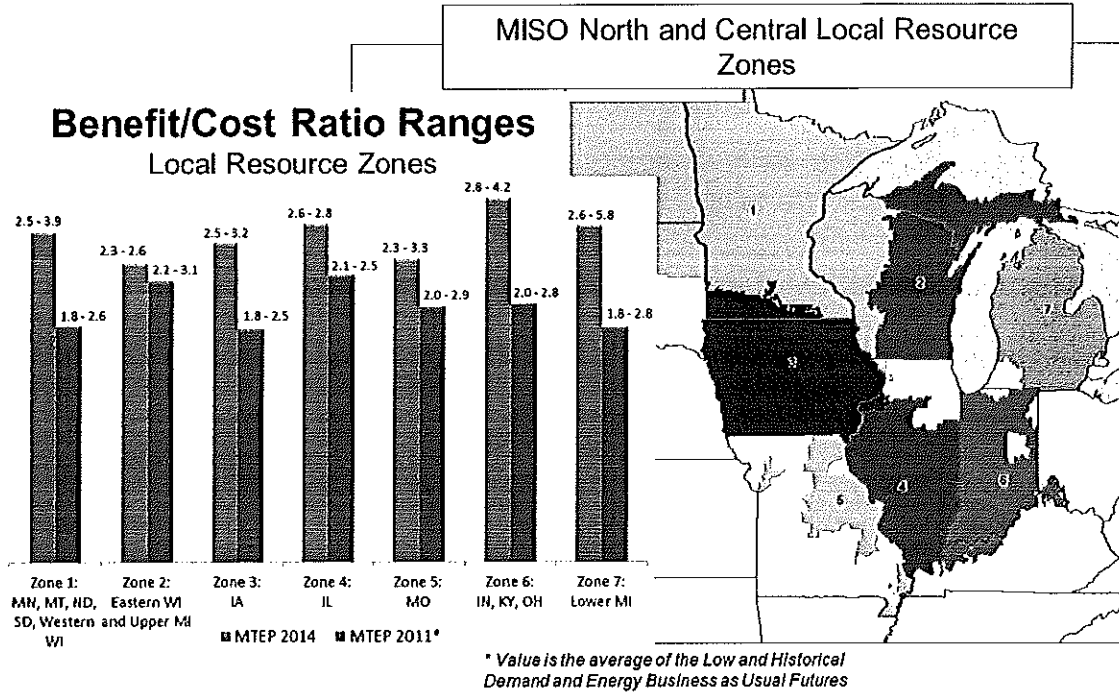 MISO North and Central Local Resource
Zones
Benefit/Cost Ratio Ranges
Local Resource Zones
2.5 - 3.9
1.8 - 2.6
2.3 - 2.6
2.2 - 3.1
2.5 - 3.2
1.8 - 2.5
2.6 - 2.8
2.1 - 2.5
2.3 - 3.3
2.0 - 2.9
2.8 - 4.2
2.0 - 2.8
2.6 - 5.8
1.8 - 2.8
Zone 1:
MN, MT, ND,
SD, Western
WI
Zone 2:
Eastern WI
and Upper MI
Zone 3:
IA
Zone 4:
IL
Zone 5:
MO
Zone 6:
IN, KY, OH
Zone 7:
Lower MI
MTEP 2014 MTEP 2011*
1
2
3
4
5
6
7
* Value is the average of the Low and Historical
Demand and Energy Business as Usual Futures